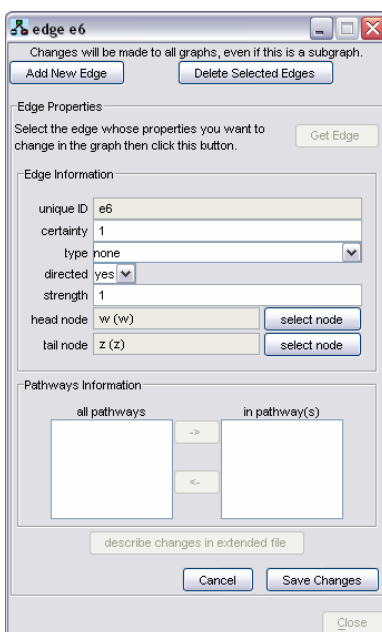 edge e6
Changes will be made to all graphs, even if this is a subgraph.
Add New Edge
Delete Selected Edges
Edge Properties
Select the edge whose properties you want to
change in the graph then click this button.
Get Edge
Edge Information
unique ID e6
certainty 1
type none
directed yes
strength 1
head node w (w) select node
tail node z (z) select node
Pathways Information
all pathways in pathway(s)
->
<-
describe changes in extended file
Cancel Save Changes
Close